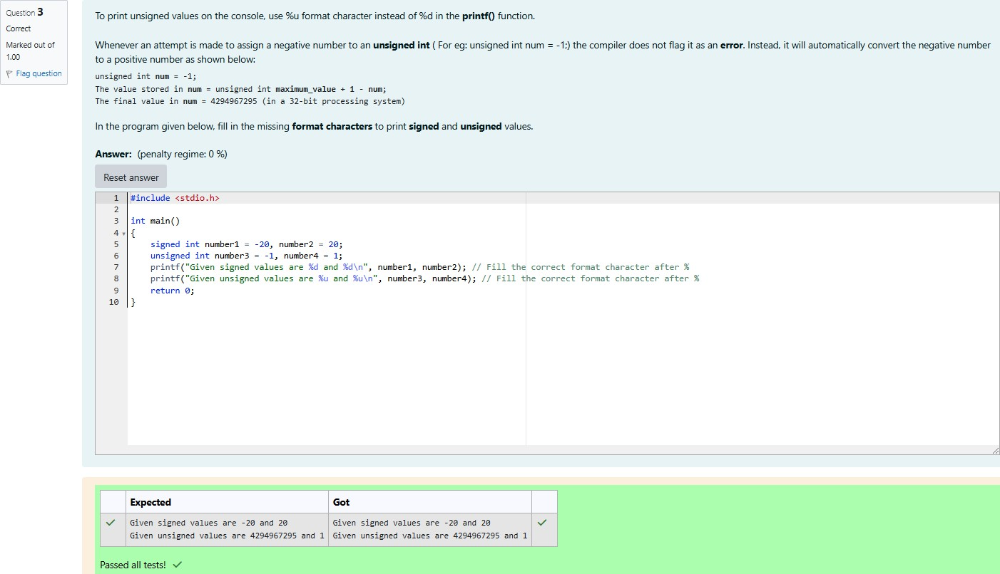 Question 3
Correct
Marked out of
1.00
Flag question
To print unsigned values on the console, use %u format character instead of %d in the printf() function.
Whenever an attempt is made to assign a negative number to an unsigned int ( For eg: unsigned int num = -1;) the compiler does not flag it as an error. Instead, it will automatically convert the negative number
to a positive number as shown below:
unsigned int num = -1;
The value stored in num = unsigned int maximum_value + 1 - num;
The final value in num = 4294967295 (in a 32-bit processing system)
In the program given below, fill in the missing format characters to print signed and unsigned values.
Answer: (penalty regime: 0 %)
Reset answer
1 #include <stdio.h>
2
3 int main()
4 {
5 signed int number1 = -20, number2 = 20;
6 unsigned int number3 = -1, number4 = 1;
7 printf("Given signed values are %d and %d\n", number1, number2); // Fill the correct format character after %
8 printf("Given unsigned values are %u and %u\n", number3, number4); // Fill the correct format character after %
9 return 0;
10 }
Expected Got
Given signed values are -20 and 20 Given signed values are -20 and 20
Given unsigned values are 4294967295 and 1 Given unsigned values are 4294967295 and 1
Passed all tests!